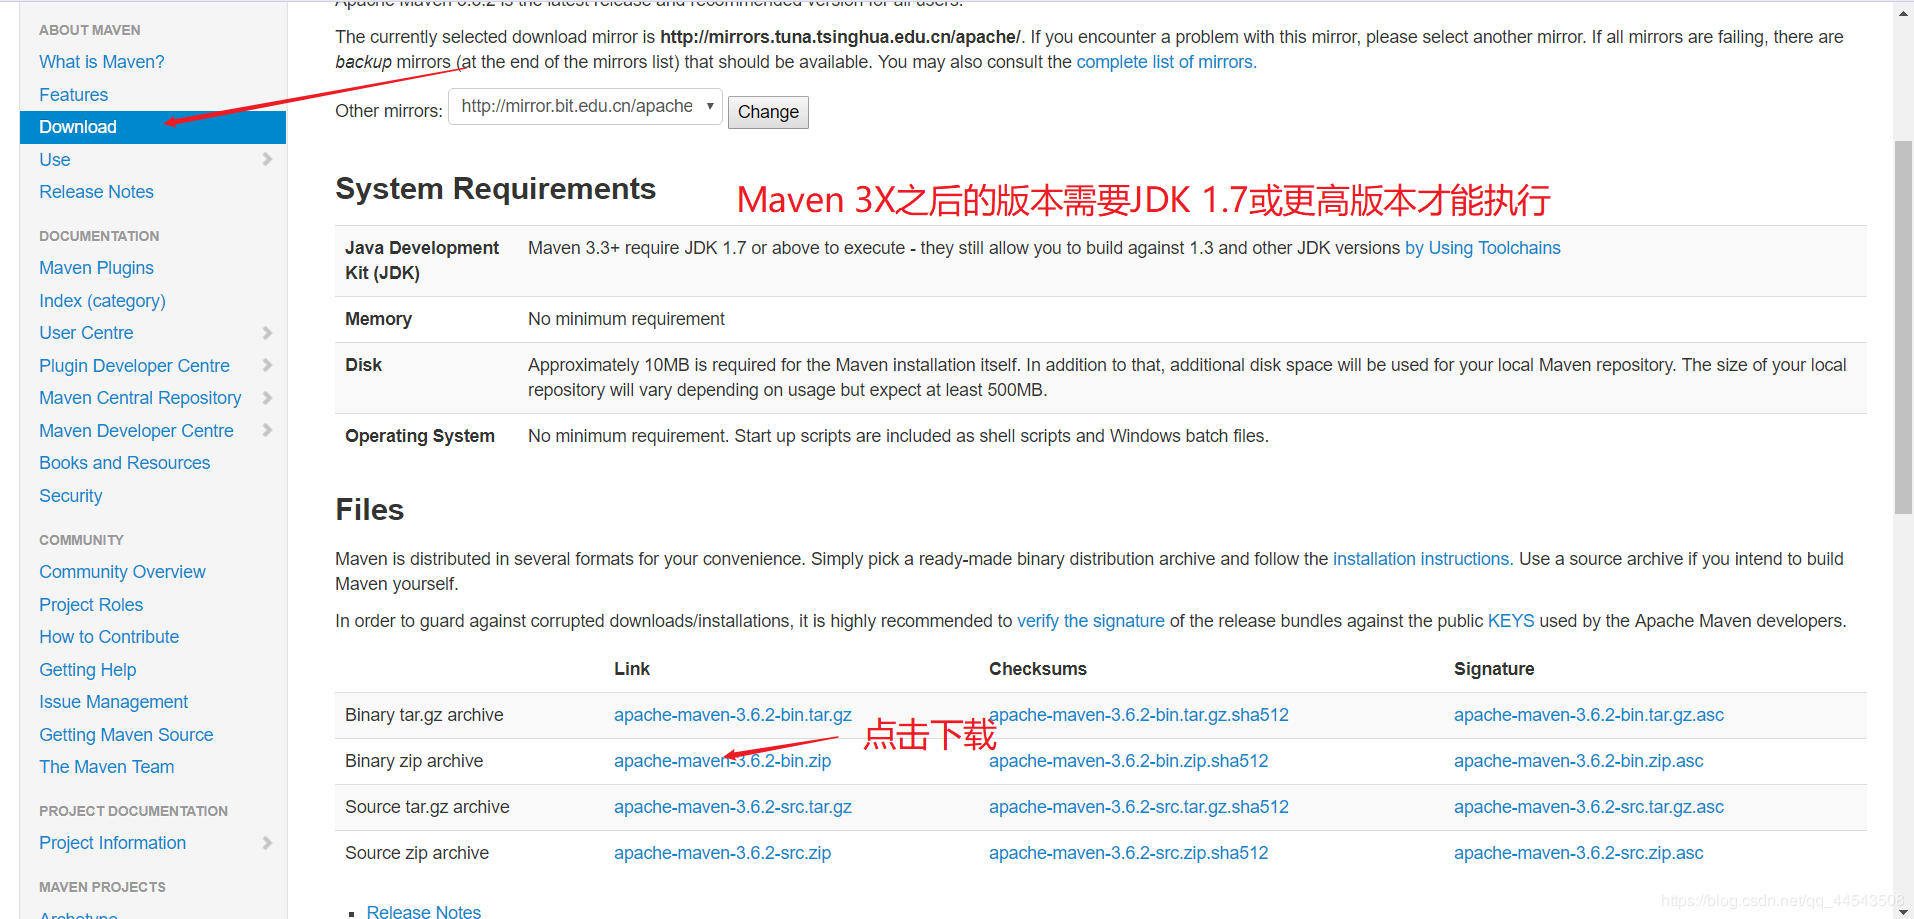 ABOUT MAVEN
What is Maven?
Features
Download
Use
Release Notes
DOCUMENTATION
Maven Plugins
Index (category)
User Centre
Plugin Developer Centre
Maven Central Repository
Maven Developer Centre
Books and Resources
Security
COMMUNITY
Community Overview
Project Roles
How to Contribute
Getting Help
Issue Management
Getting Maven Source
The Maven Team
PROJECT DOCUMENTATION
Project Information
MAVEN PROJECTS
Archetype
Apache Maven 3.6.2 is the latest release and recommended version for all users.
The currently selected download mirror is http://mirrors.tuna.tsinghua.edu.cn/apache/. If you encounter a problem with this mirror, please select another mirror. If all mirrors are failing, there are
backup mirrors (at the end of the mirrors list) that should be available. You may also consult the complete list of mirrors.
Other mirrors: http://mirror.bit.edu.cn/apache Change
System Requirements
Maven 3X之后的版本需要JDK 1.7或更高版本才能执行
Java Development Maven 3.3+ require JDK 1.7 or above to execute - they still allow you to build against 1.3 and other JDK versions by Using Toolchains
Kit (JDK)
Memory No minimum requirement
Disk Approximately 10MB is required for the Maven installation itself. In addition to that, additional disk space will be used for your local Maven repository. The size of your local
repository will vary depending on usage but expect at least 500MB.
Operating System No minimum requirement. Start up scripts are included as shell scripts and Windows batch files.
Files
Maven is distributed in several formats for your convenience. Simply pick a ready-made binary distribution archive and follow the installation instructions. Use a source archive if you intend to build
Maven yourself.
In order to guard against corrupted downloads/installations, it is highly recommended to verify the signature of the release bundles against the public KEYS used by the Apache Maven developers.
Link Checksums Signature
Binary tar.gz archive apache-maven-3.6.2-bin.tar.gz apache-maven-3.6.2-bin.tar.gz.sha512 apache-maven-3.6.2-bin.tar.gz.asc
点击下载
Binary zip archive apache-maven-3.6.2-bin.zip apache-maven-3.6.2-bin.zip.sha512 apache-maven-3.6.2-bin.zip.asc
Source tar.gz archive apache-maven-3.6.2-src.tar.gz apache-maven-3.6.2-src.tar.gz.sha512 apache-maven-3.6.2-src.tar.gz.asc
Source zip archive apache-maven-3.6.2-src.zip apache-maven-3.6.2-src.zip.sha512 apache-maven-3.6.2-src.zip.asc
Release Notes
https://blog.csdn.net/qq_44543508